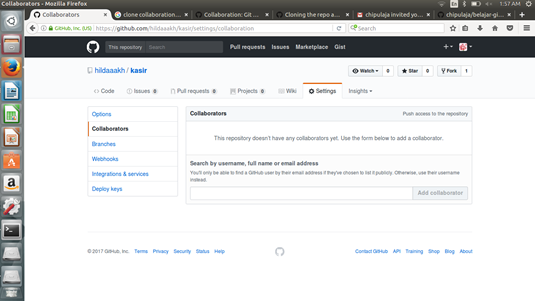 Collaborators - Mozilla Firefox
En
1:57 AM
Collaborators
clone collaboration...
Collaboration: Git ...
Cloning the repo a...
chipulaja invited yo...
chipulaja/belajar-gi...
GitHub, Inc. (US)
https://github.com/hildaaakh/kasir/settings/collaboration
Search
This repository
Search
Pull requests
Issues
Marketplace
Gist
hildaaakh / kasir
Watch
0
Star
0
Fork
1
Code
Issues 0
Pull requests 0
Projects 0
Wiki
Settings
Insights
Options
Collaborators
Branches
Webhooks
Integrations & services
Deploy keys
Collaborators
Push access to the repository
This repository doesn't have any collaborators yet. Use the form below to add a collaborator.
Search by username, full name or email address
You'll only be able to find a GitHub user by their email address if they've chosen to list it publicly. Otherwise, use their username
instead.
Add collaborator
© 2017 GitHub, Inc.
Terms
Privacy
Security
Status
Help
Contact GitHub
API
Training
Shop
Blog
About